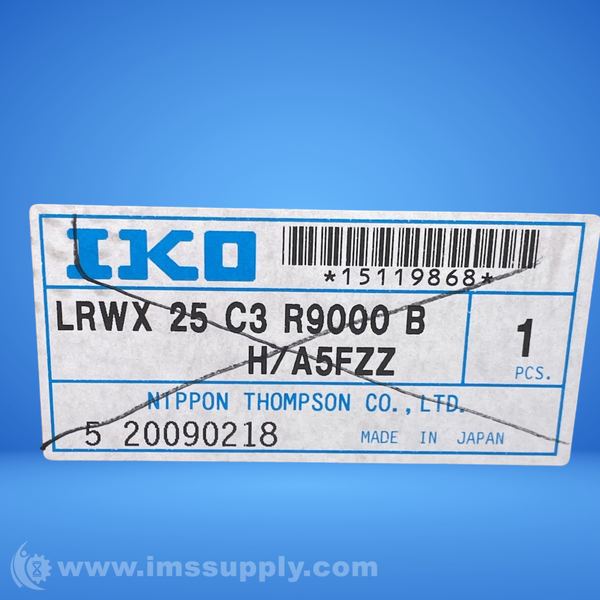 IKO
*15119868*
LRWX 25 C3 R9000 B
H/A5FZZ
1
PCS.
NIPPON THOMPSON CO., LTD.
5 20090218
MADE IN JAPAN
www.imssupply.com